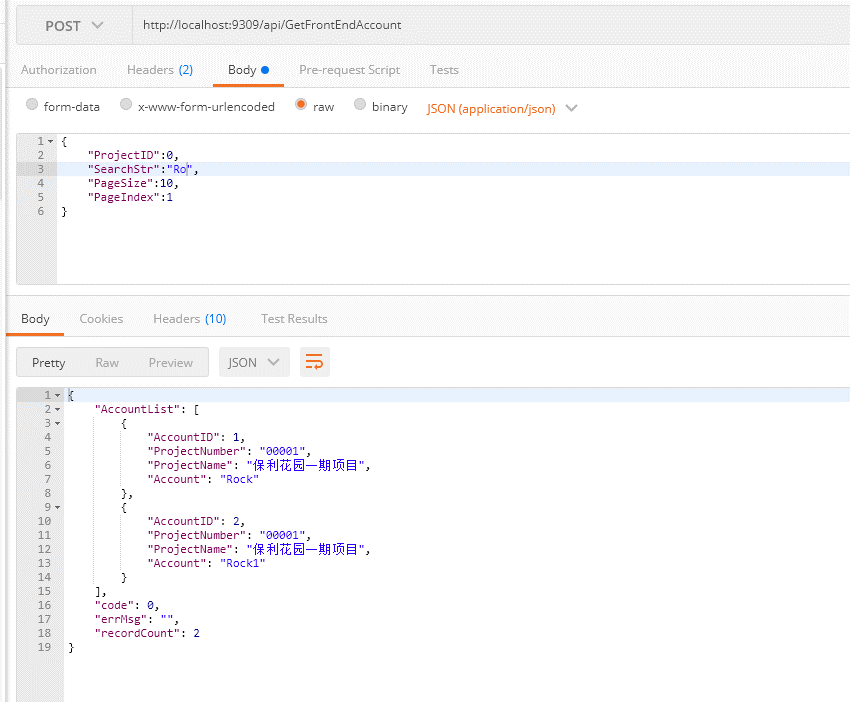 POST http://localhost:9309/api/GetFrontEndAccount
Authorization Headers (2) Body Pre-request Script Tests
form-data x-www-form-urlencoded raw binary JSON (application/json)
1 {
2 "ProjectID":0,
3 "SearchStr":"Ro",
4 "PageSize":10,
5 "PageIndex":1
6 }
Body Cookies Headers (10) Test Results
Pretty Raw Preview JSON
1 {
2 "AccountList": [
3 {
4 "AccountID": 1,
5 "ProjectNumber": "00001",
6 "ProjectName": "保利花园一期项目",
7 "Account": "Rock"
8 },
9 {
10 "AccountID": 2,
11 "ProjectNumber": "00001",
12 "ProjectName": "保利花园一期项目",
13 "Account": "Rock1"
14 }
15 ],
16 "code": 0,
17 "errMsg": "",
18 "recordCount": 2
19 }